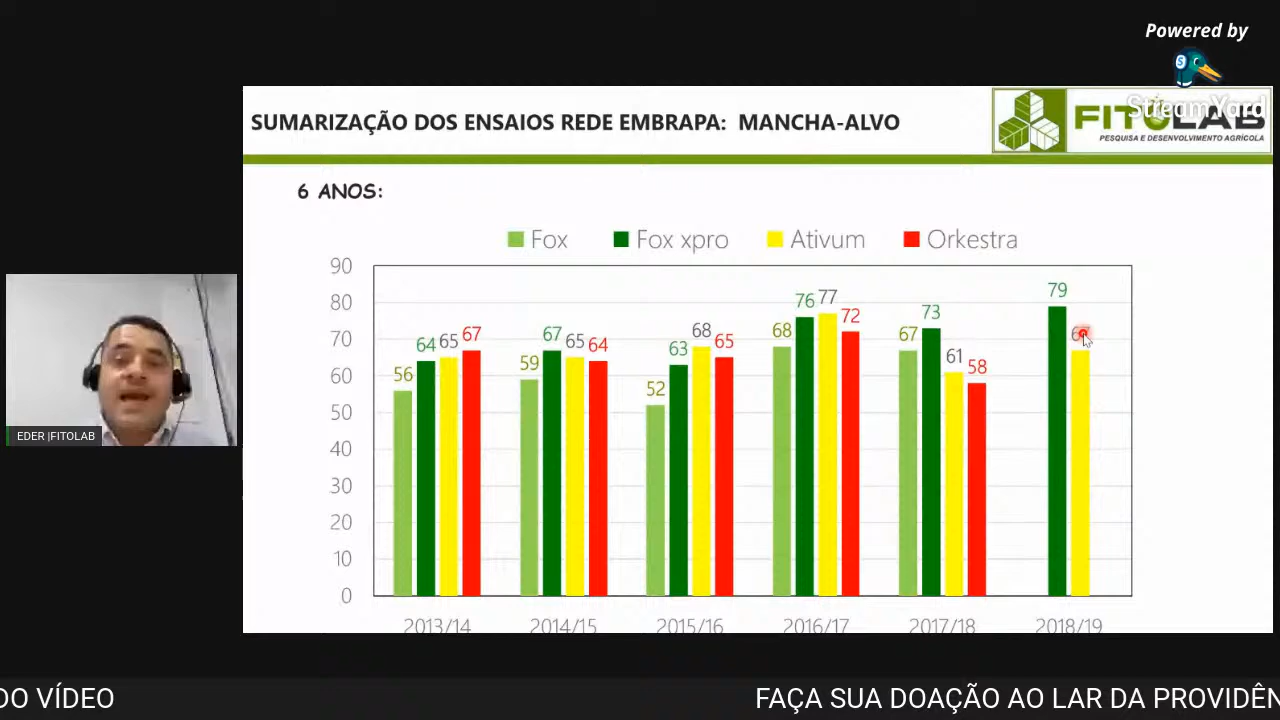 Powered by
StreamYard
SUMARIZAÇÃO DOS ENSAIOS REDE EMBRAPA: MANCHA-ALVO
FITOLAB
PESQUISA E DESENVOLVIMENTO AGRÍCOLA
6 ANOS:
Fox Fox xpro Ativum Orkestra
90
80
70
60
50
40
30
20
10
0
56 64 65 67
59 67 65 64
52 63 68 65
68 76 77 72
67 73 61 58
79 67
2013/14 2014/15 2015/16 2016/17 2017/18 2018/19
EDER |FITOLAB
DO VÍDEO
FAÇA SUA DOAÇÃO AO LAR DA PROVIDÊN